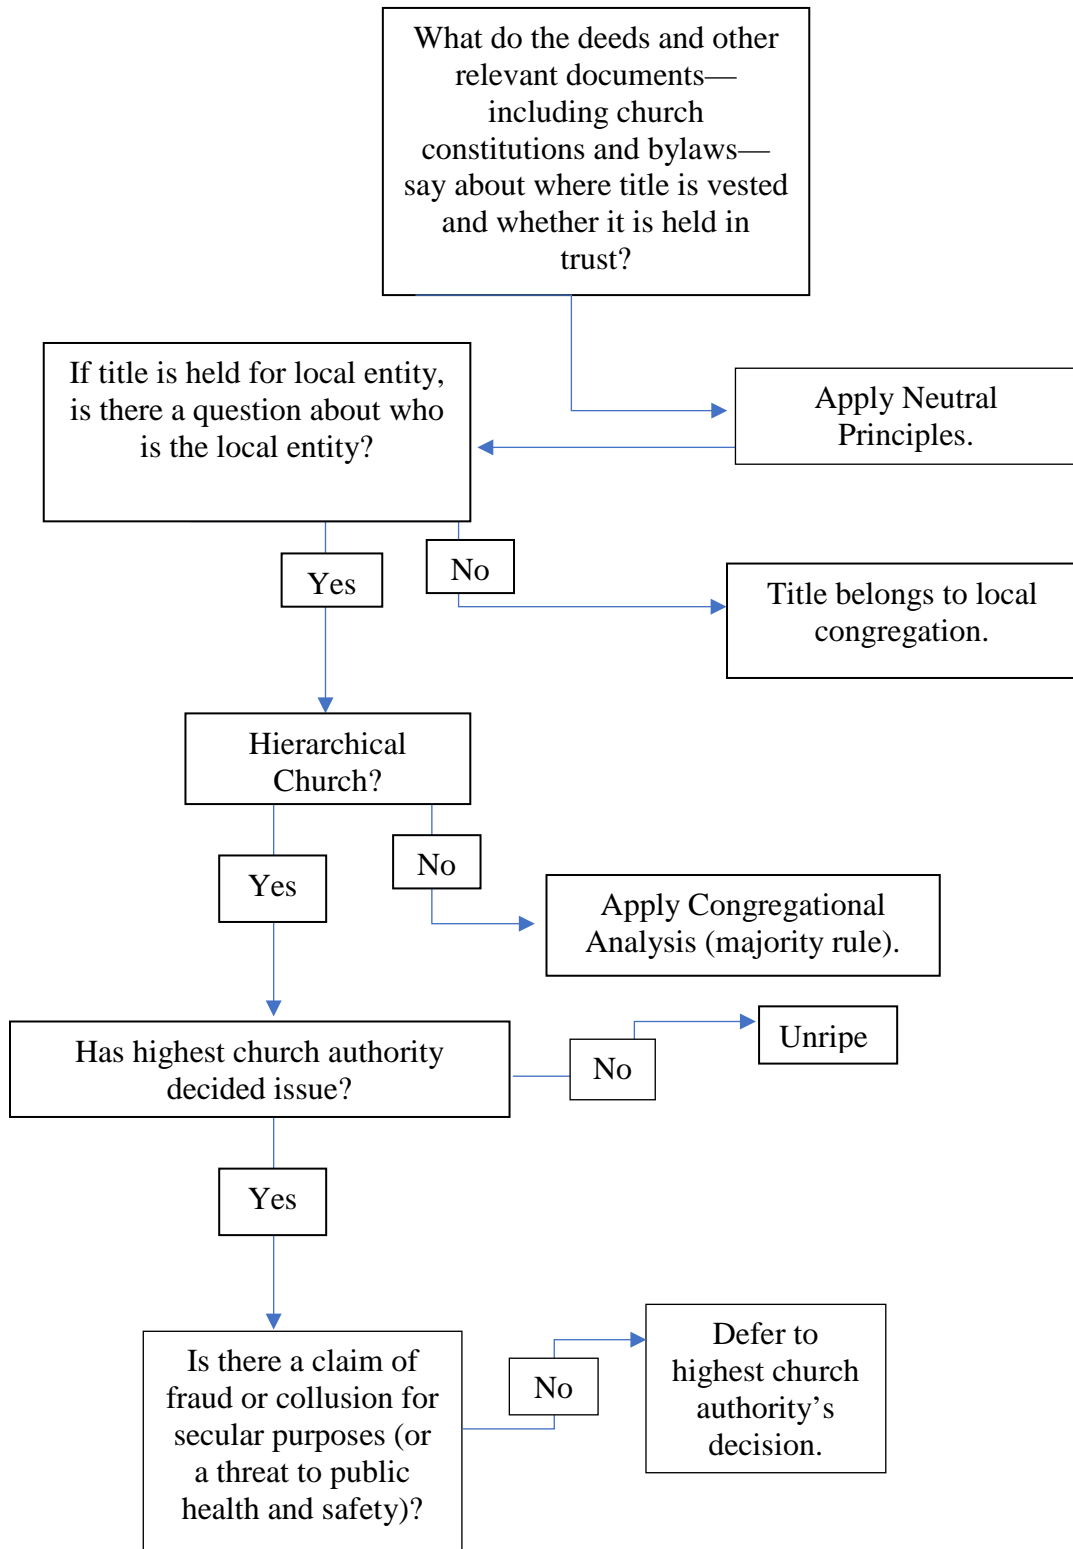 What do the deeds and other
relevant documents—
including church
constitutions and bylaws—
say about where title is vested
and whether it is held in
trust?
If title is held for local entity,
is there a question about who
is the local entity?
Apply Neutral
Principles.
Yes
No
Title belongs to local
congregation.
Hierarchical
Church?
Yes
No
Apply Congregational
Analysis (majority rule).
Has highest church authority
decided issue?
No
Unripe
Yes
Is there a claim of
fraud or collusion for
secular purposes (or
a threat to public
health and safety)?
No
Defer to
highest church
authority’s
decision.